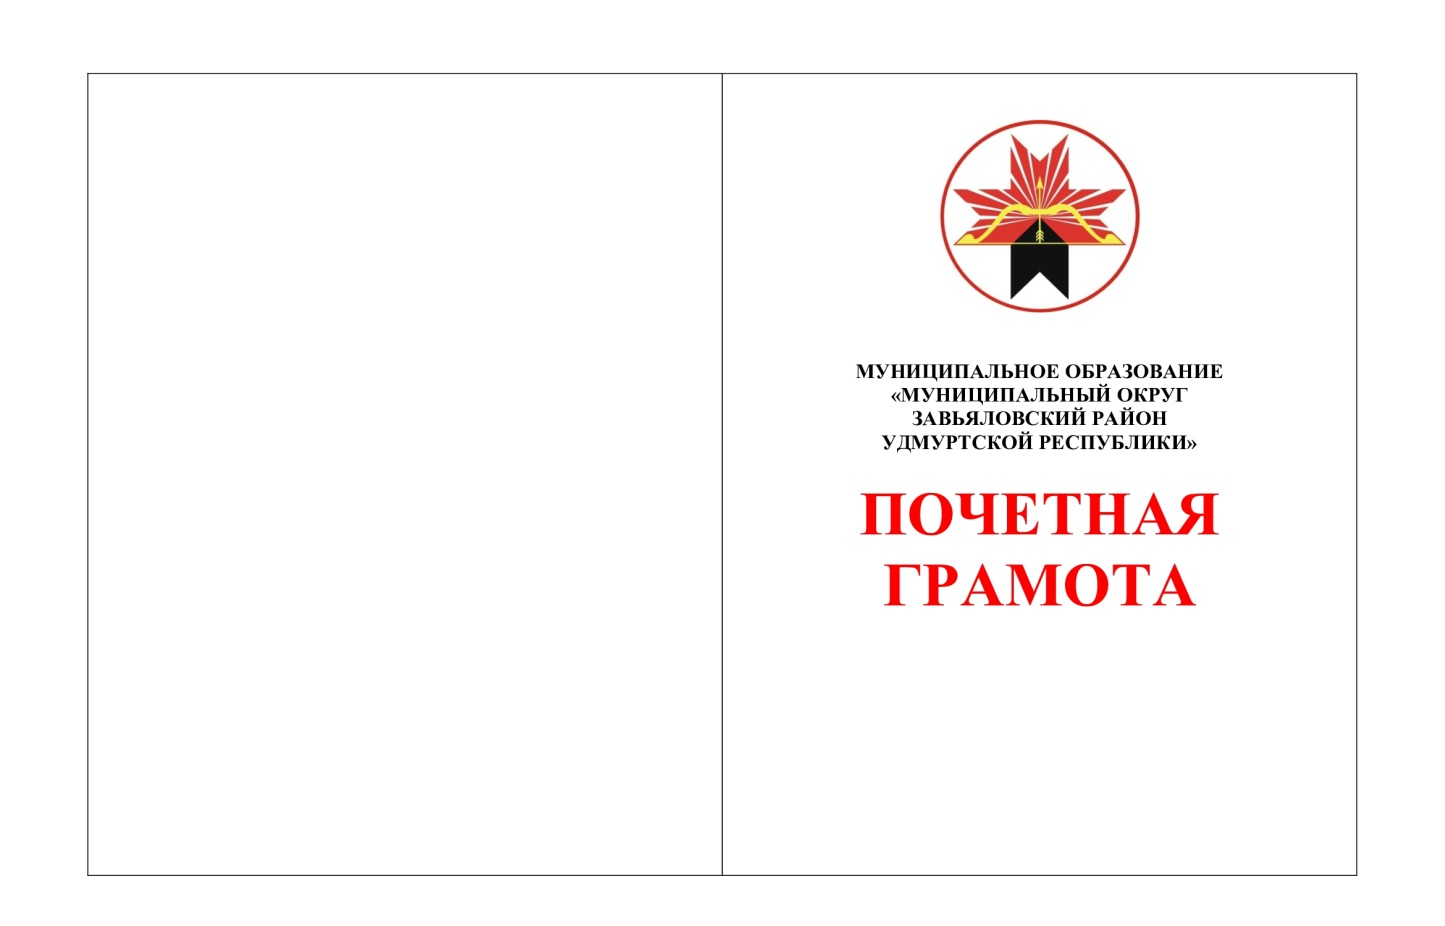 МУНИЦИПАЛЬНОЕ ОБРАЗОВАНИЕ
«МУНИЦИПАЛЬНЫЙ ОКРУГ
ЗАВЬЯЛОВСКИЙ РАЙОН
УДМУРТСКОЙ РЕСПУБЛИКИ»
ПОЧЕТНАЯ
ГРАМОТА